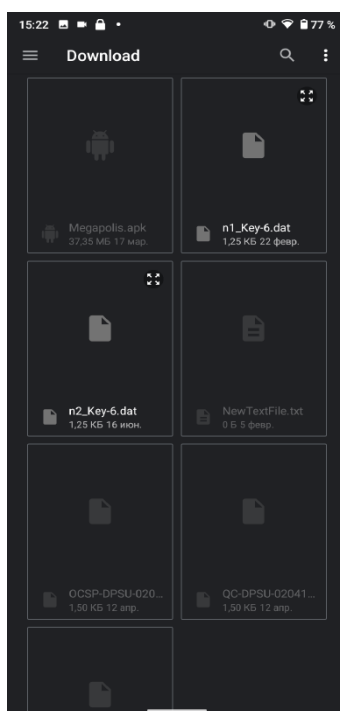 15:22 77 %
Download
Megapolis.apk
37,35 МБ 17 мар.
n1_Key-6.dat
1,25 КБ 22 февр.
n2_Key-6.dat
1,25 КБ 16 июн.
NewTextFile.txt
0 Б 5 февр.
OCSP-DPSU-020...
1,50 КБ 12 апр.
QC-DPSU-02041...
1,50 КБ 12 апр.